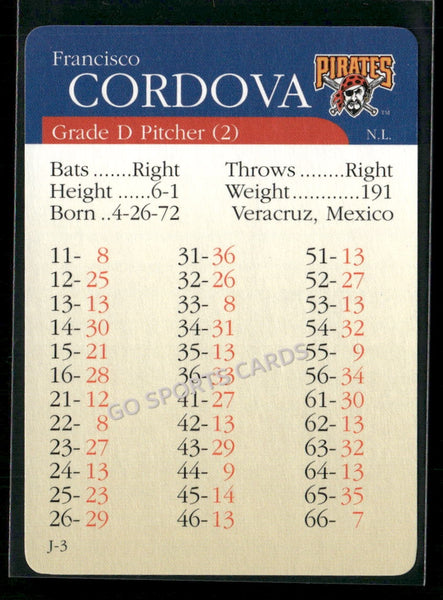 Francisco
PIRATES
CORDOVA
TM
Grade D Pitcher (2)
N.L.
Bats .......Right Throws ........Right
Height ......6-1 Weight............191
Born ..4-26-72 Veracruz, Mexico
11- 8 31-36 51-13
12-25 32-26 52-27
13-13 33- 8 53-13
14-30 34-31 54-32
15-21 35-13 55- 9
16-28 36-13 56-34
21-12 41-27 61-30
22- 8 42-13 62-13
23-27 43-29 63-32
24-13 44- 9 64-13
25-23 45-14 65-35
26-29 46-13 66- 7
J-3
GO SPORTS CARDS